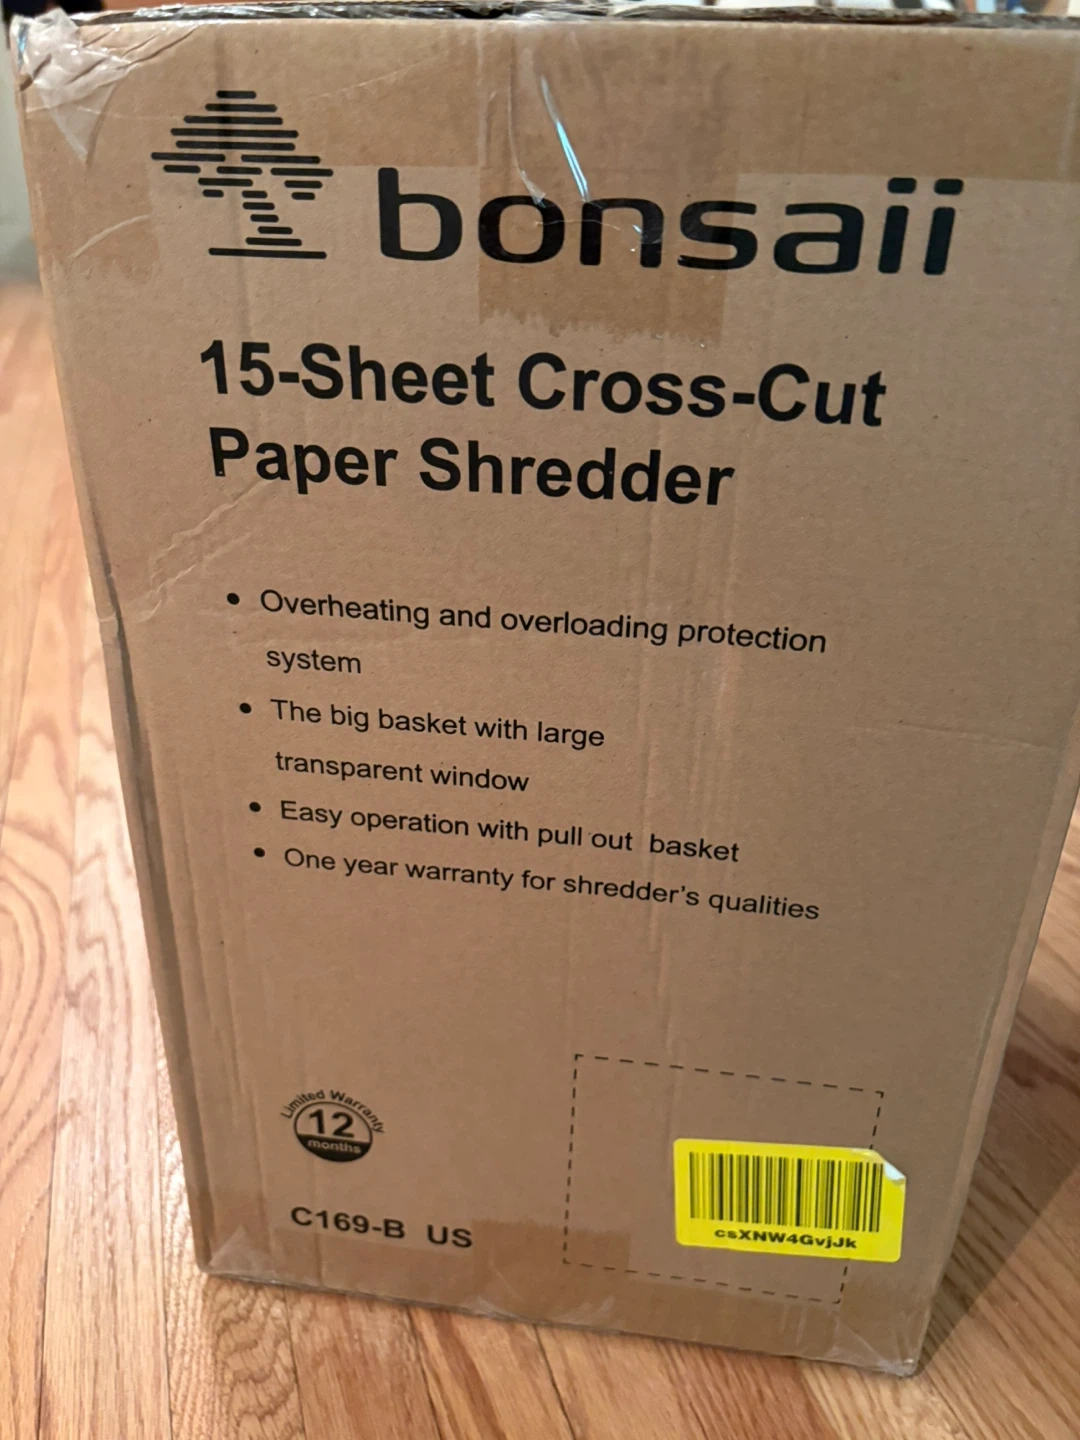 bonsaii
15-Sheet Cross-Cut
Paper Shredder
• Overheating and overloading protection
system
• The big basket with large
transparent window
• Easy operation with pull out basket
• One year warranty for shredder's qualities
Limited Warranty
12
months
C169-B US
csXNW4GvjJk